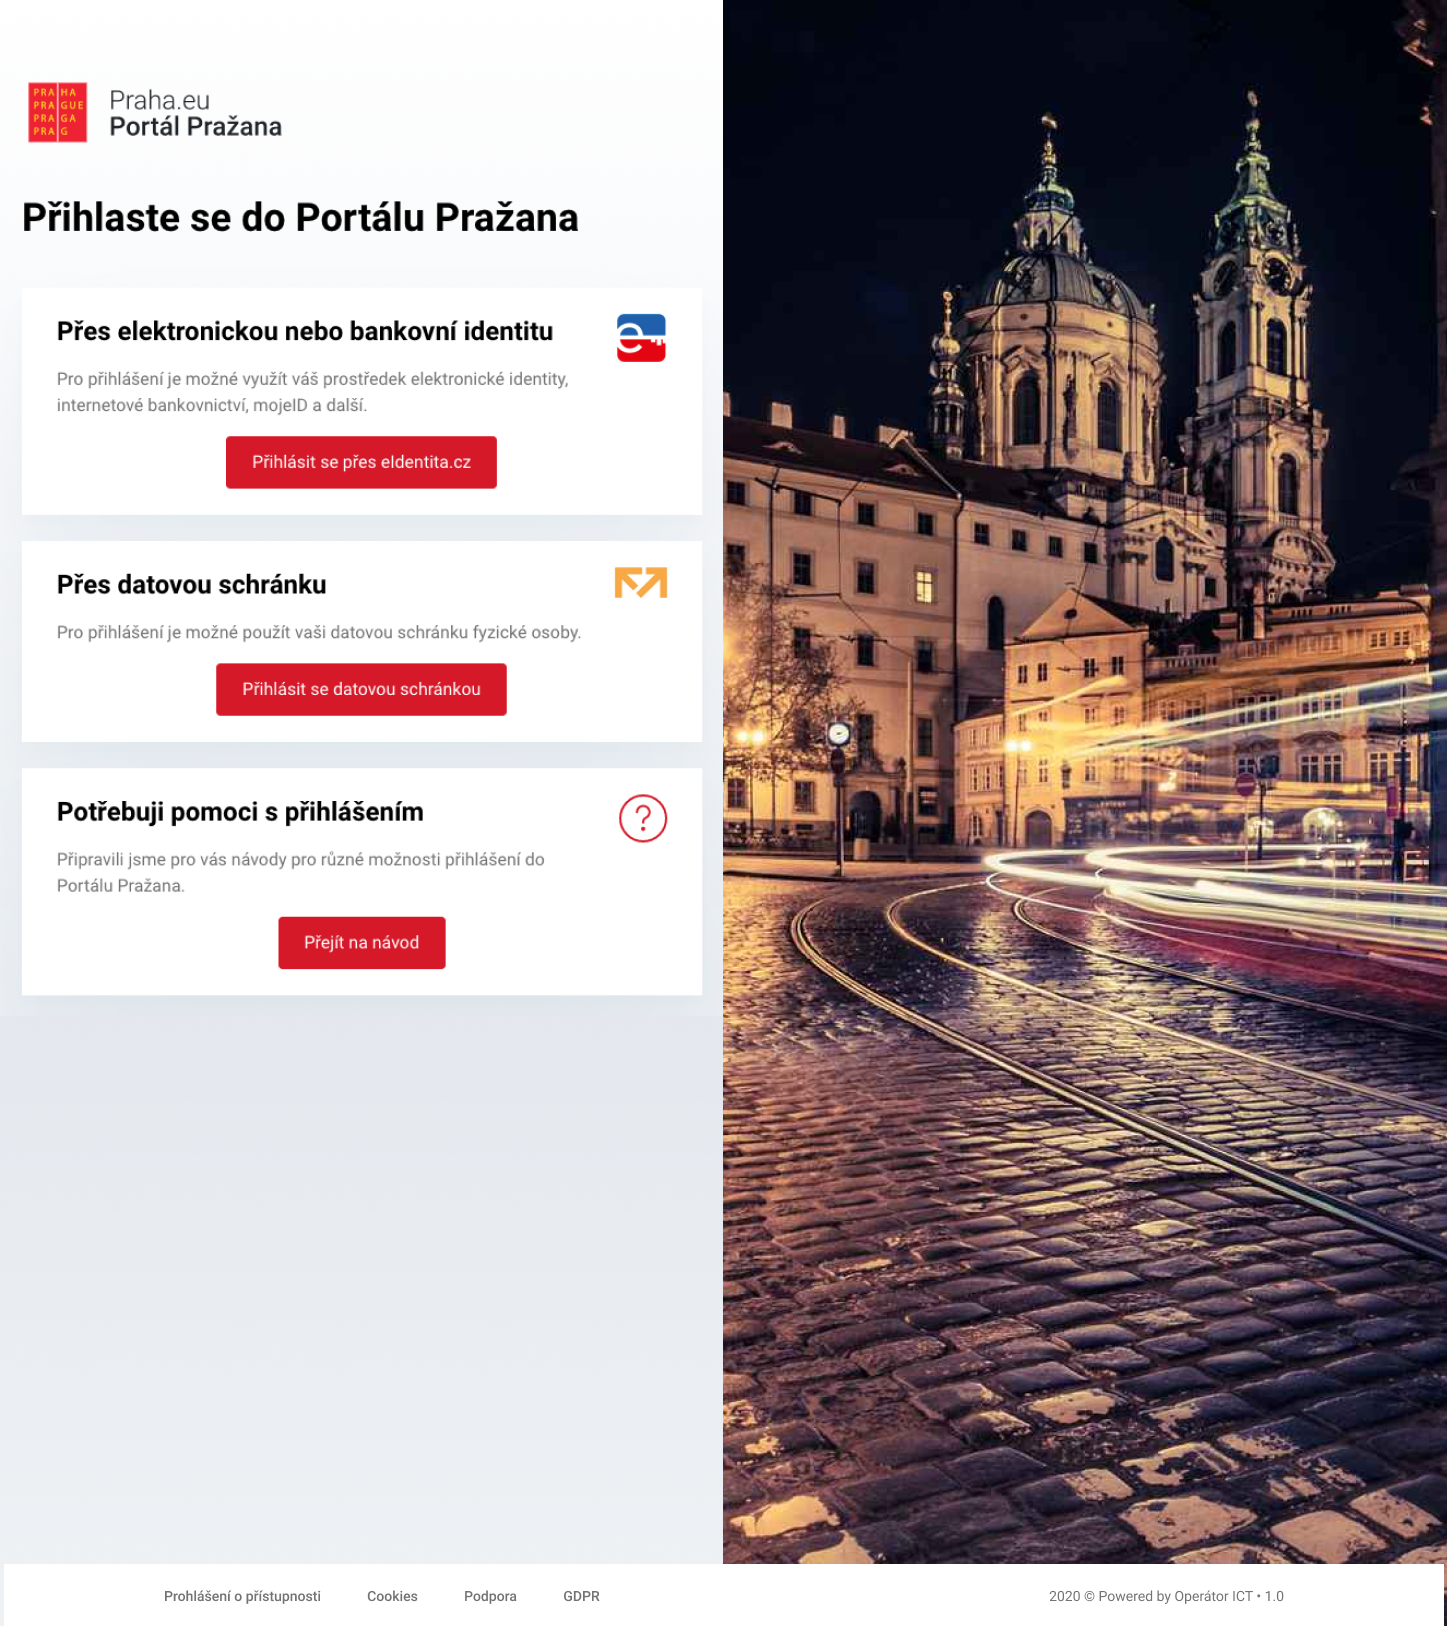 PRA HA
PRA GUE
PRA GA
PRA G
Praha.eu
Portál Pražana
Přihlaste se do Portálu Pražana
Přes elektronickou nebo bankovní identitu
Pro přihlášení je možné využít váš prostředek elektronické identity,
internetové bankovnictví, mojeID a další.
Přihlásit se přes eIdentita.cz
Přes datovou schránku
Pro přihlášení je možné použít vaši datovou schránku fyzické osoby.
Přihlásit se datovou schránkou
Potřebuji pomoci s přihlášením
Připravili jsme pro vás návody pro různé možnosti přihlášení do
Portálu Pražana.
Přejít na návod
Prohlášení o přístupnosti
Cookies
Podpora
GDPR
2020 © Powered by Operátor ICT • 1.0